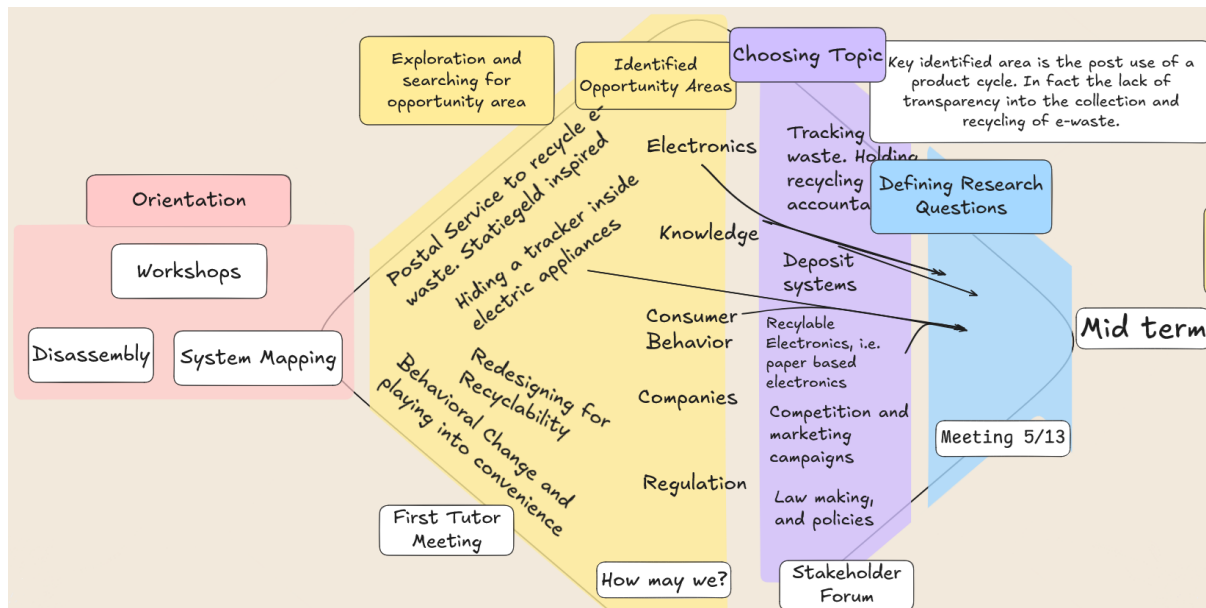 Exploration and
searching for
opportunity area
Identified
Opportunity Areas
Choosing Topic
Key identified area is the post use of a
product cycle. In fact the lack of
transparency into the collection and
recycling of e-waste.
Orientation
Workshops
Disassembly
System Mapping
Postal Service to recycle e-
waste. Statiegeld inspired
Hiding a tracker inside
electric appliances
Redesigning for
Recyclability
Behavioral Change and
playing into convenience
First Tutor
Meeting
Electronics
Knowledge
Consumer
Behavior
Companies
Regulation
How may we?
Tracking
waste. Holding
recycling
accounta
Deposit
systems
Recylable
Electronics, i.e.
paper based
electronics
Competition and
marketing
campaigns
Law making,
and policies
Stakeholder
Forum
Defining Research
Questions
Meeting 5/13
Mid term